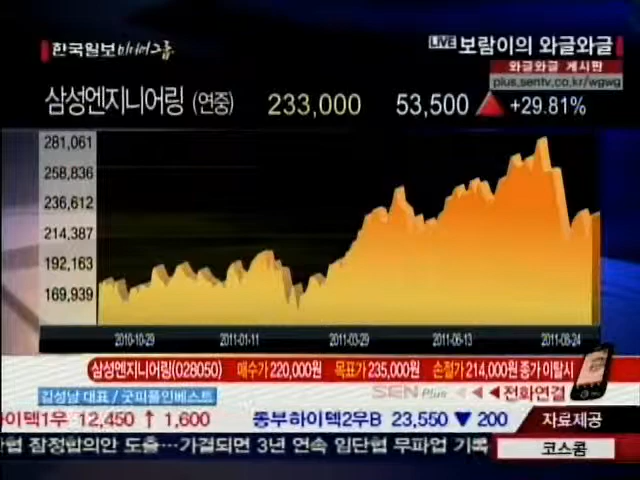 한국일보 미디어그룹
LIVE 보람이의 와글와글
와글와글 게시판
plus.sentv.co.kr/wgwg
삼성엔지니어링 (연중) 233,000 53,500 ▲ +29.81%
281,061
258,836
236,612
214,387
192,163
169,939
2010-10-29 2011-01-11 2011-03-29 2011-06-13 2011-08-24
삼성엔지니어링(028050) 매수가 220,000원 목표가 235,000원 손절가 214,000원 종가 이탈시
김성남 대표 / 굿피플인베스트
SEN Plus ◀ ◀ ◀ 전화연결
이텍1우 12,450 ↑ 1,600 동부하이텍2우B 23,550 ▼ 200 자료제공
협 잠정합의안 도출…가결되면 3년 연속 임단협 무파업 기록
코스콤